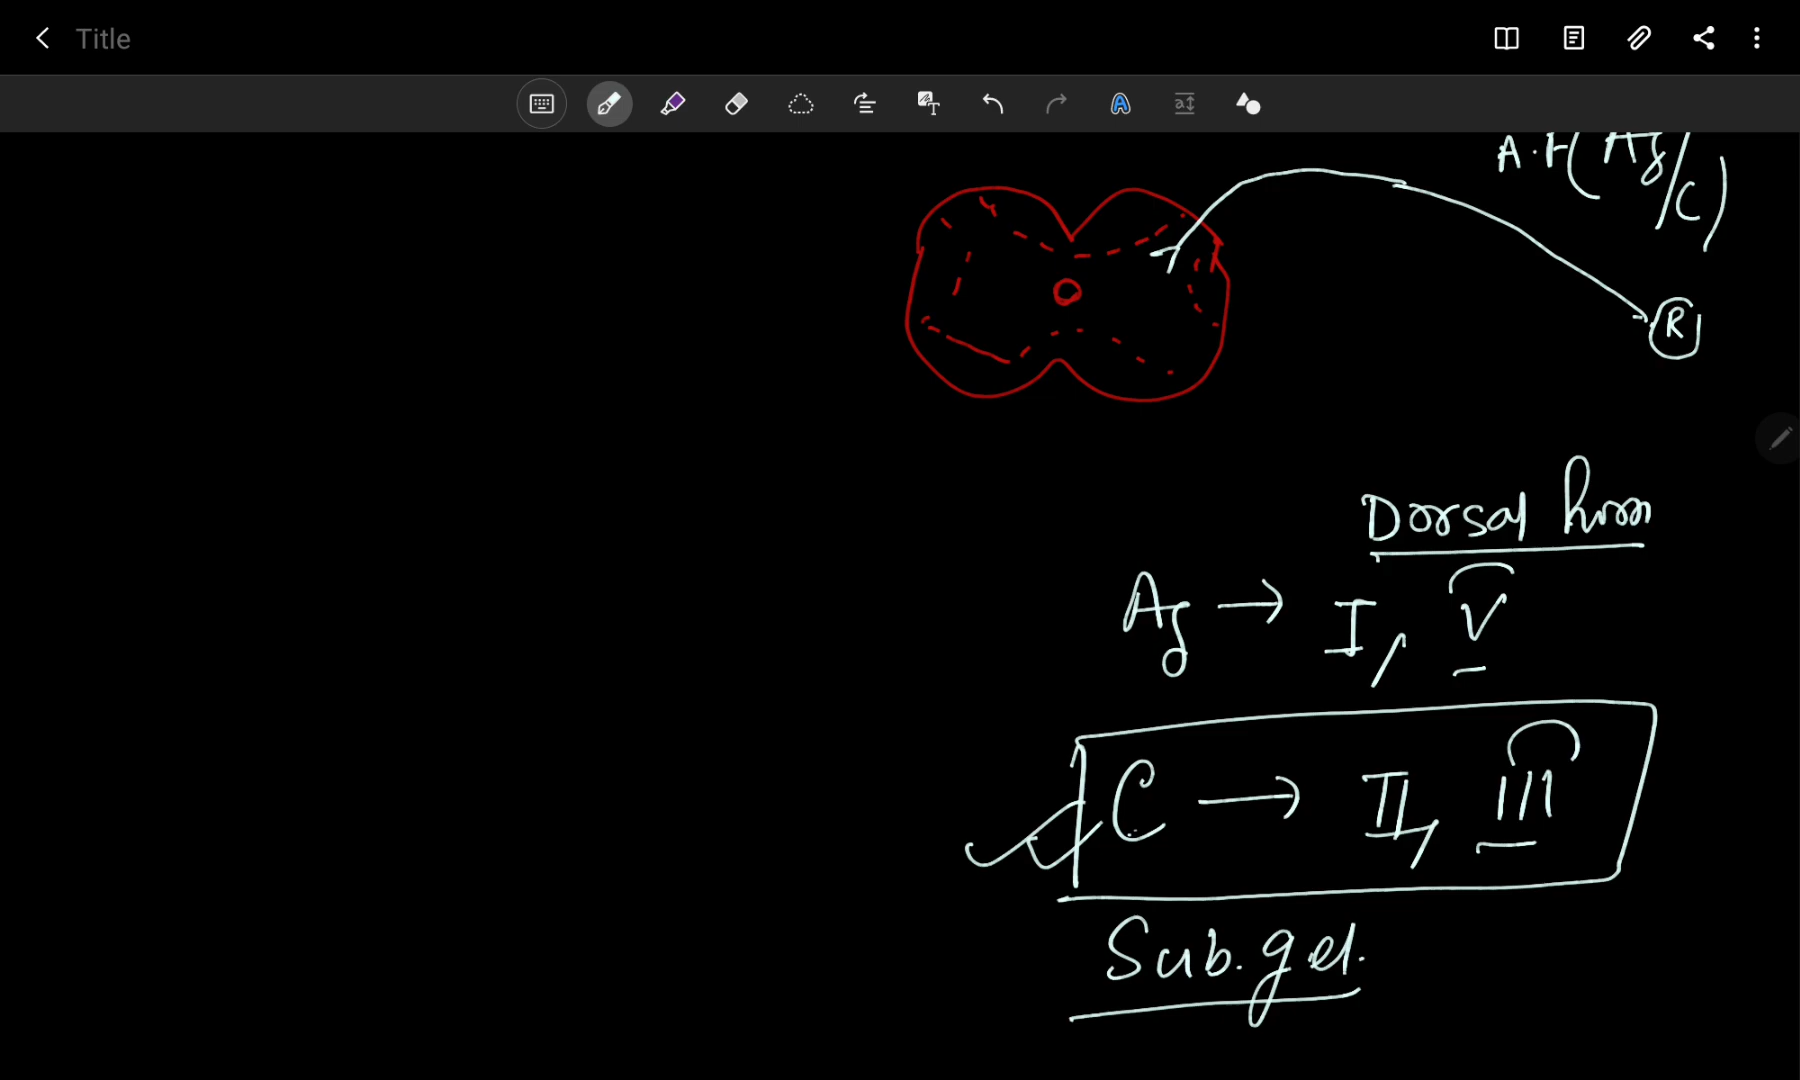 Title
A.F(Aδ/C)
R
Dorsal horn
Aδ → I, V
C → II, III
Sub. gel.